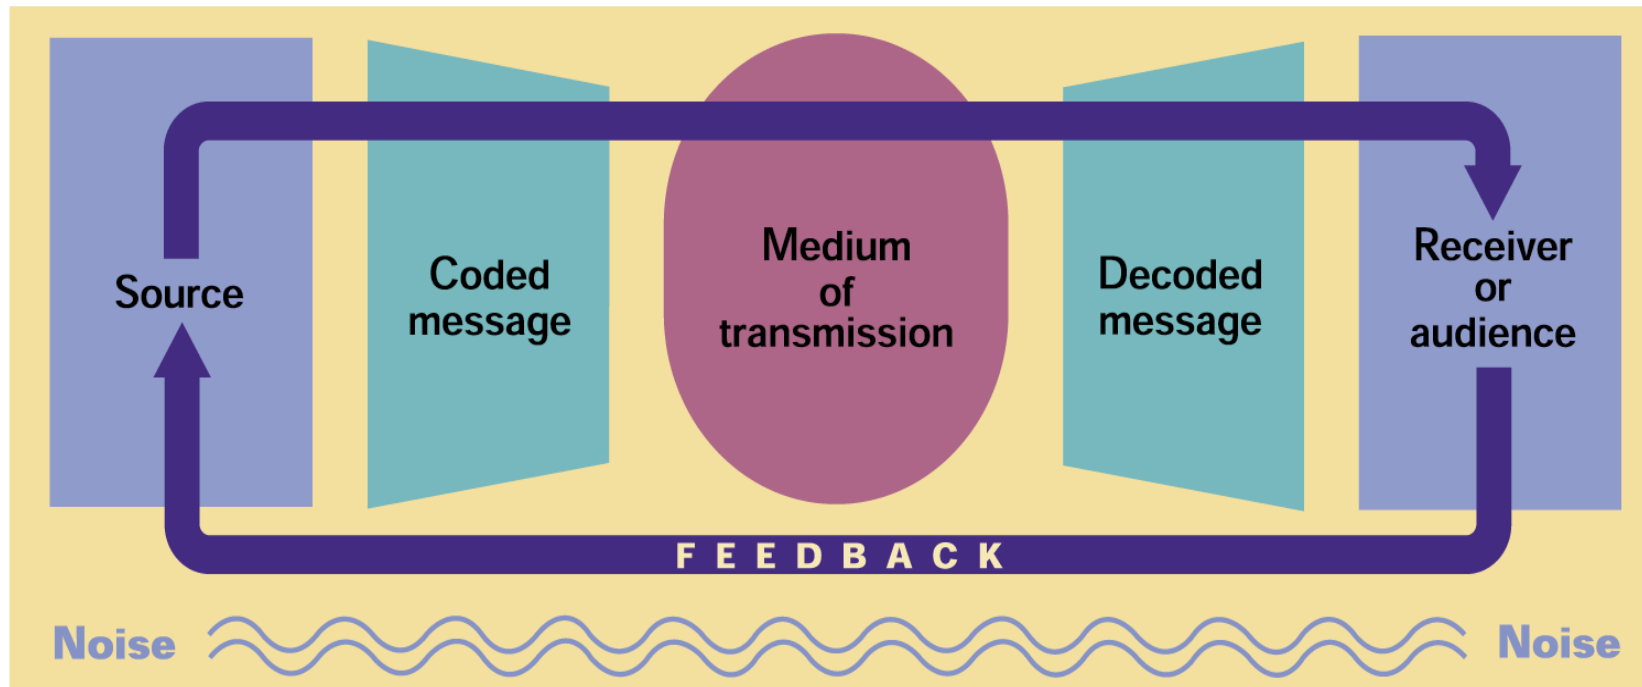 Source
Coded
message
Medium
of
transmission
Decoded
message
Receiver
or
audience
FEEDBACK
Noise
Noise